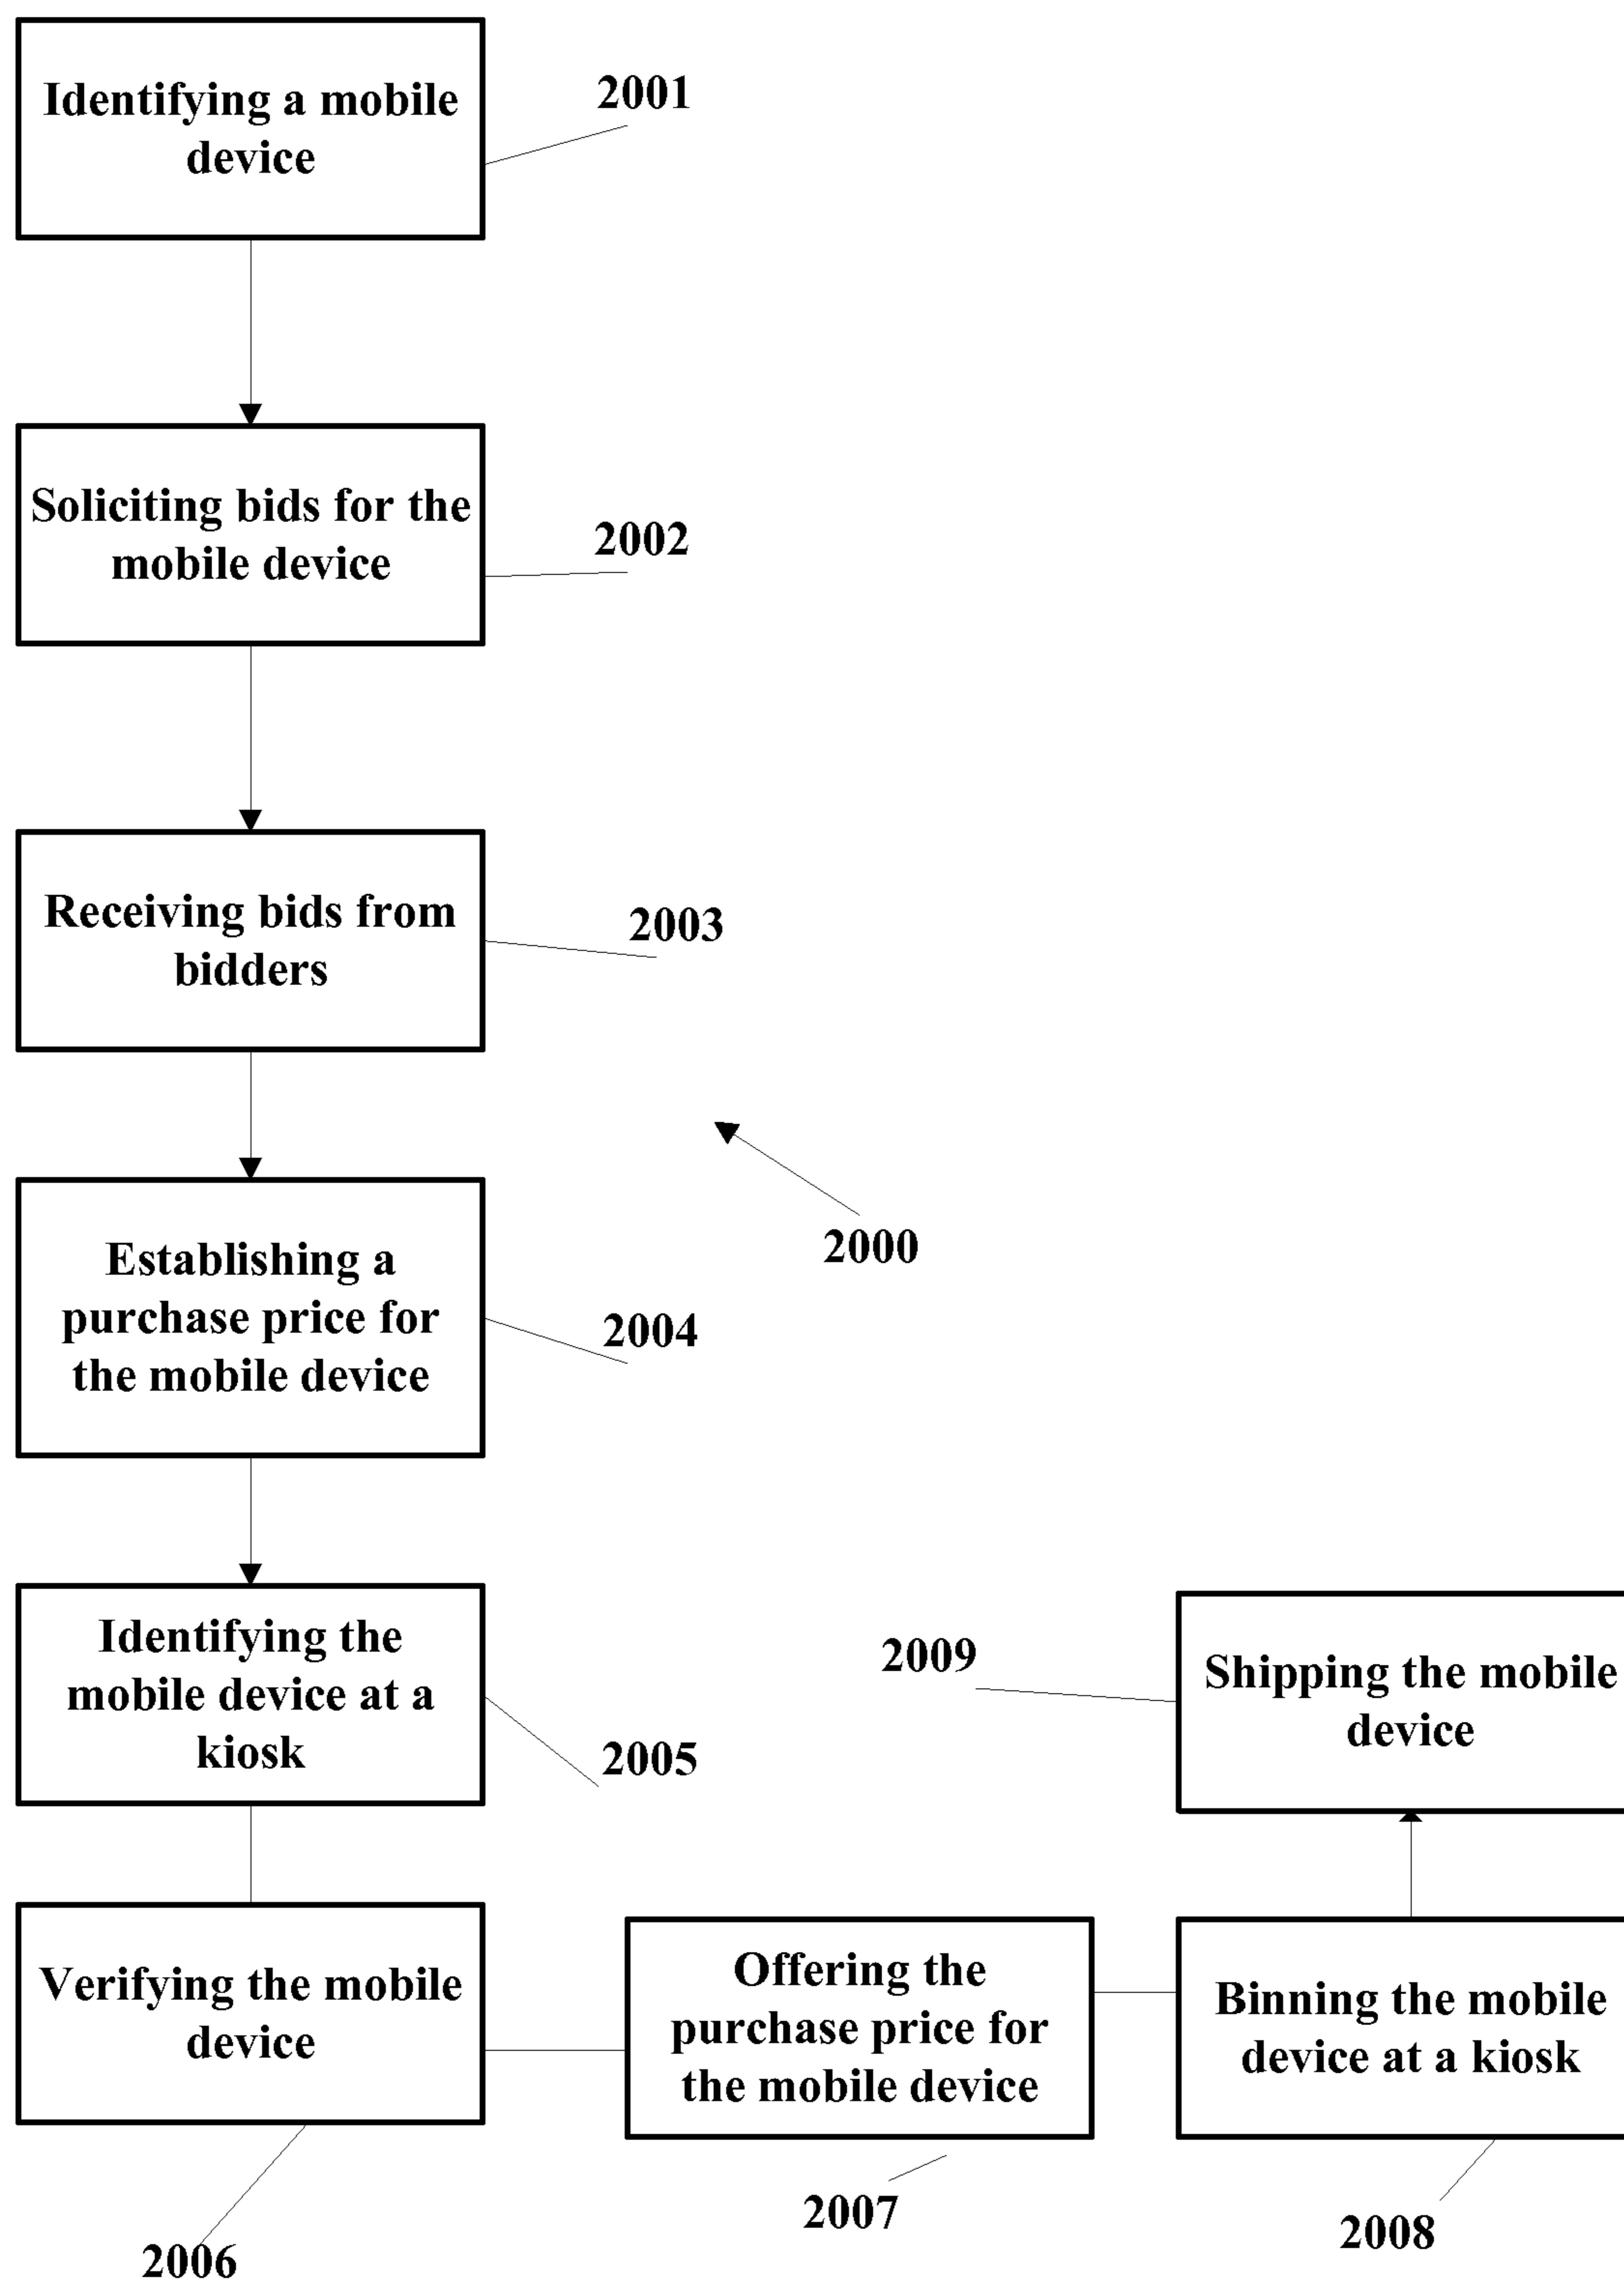 Identifying a mobile
device
2001
Soliciting bids for the
mobile device
2002
Receiving bids from
bidders
2003
2000
Establishing a
purchase price for
the mobile device
2004
Identifying the
mobile device at a
kiosk
2005
2009
Shipping the mobile
device
Verifying the mobile
device
2006
Offering the
purchase price for
the mobile device
2007
Binning the mobile
device at a kiosk
2008